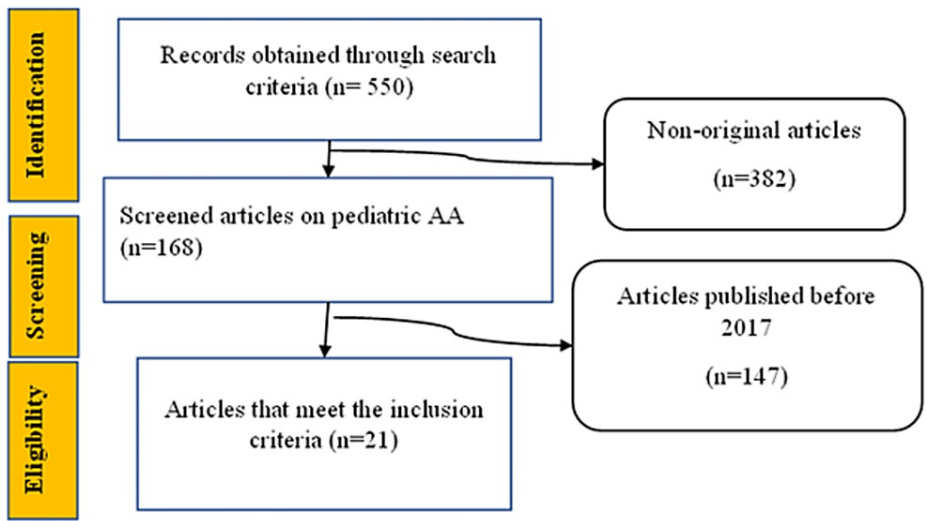 Identification
Records obtained through search
criteria (n= 550)
Non-original articles
(n=382)
Screening
Screened articles on pediatric AA
(n=168)
Articles published before
2017
(n=147)
Eligibility
Articles that meet the inclusion
criteria (n=21)